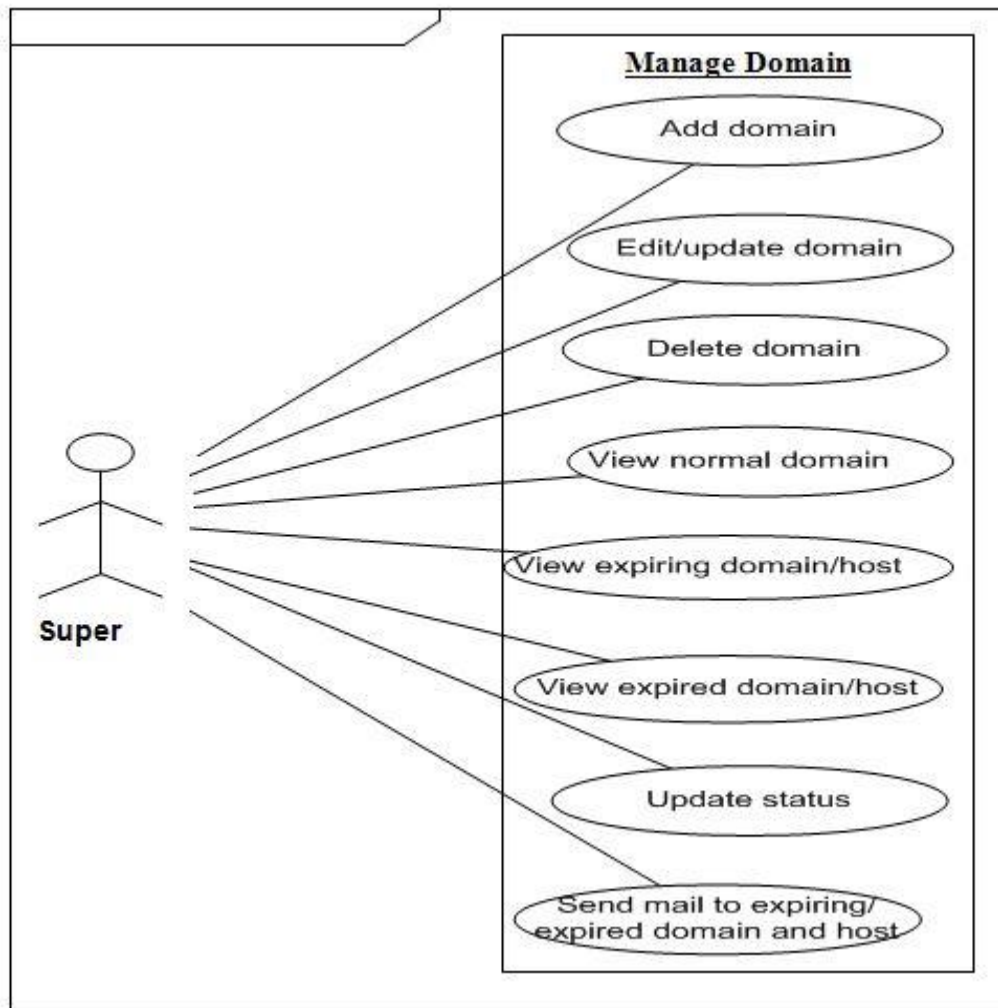 Manage Domain
Add domain
Edit/update domain
Delete domain
View normal domain
View expiring domain/host
Super
View expired domain/host
Update status
Send mail to expiring/
expired domain and host